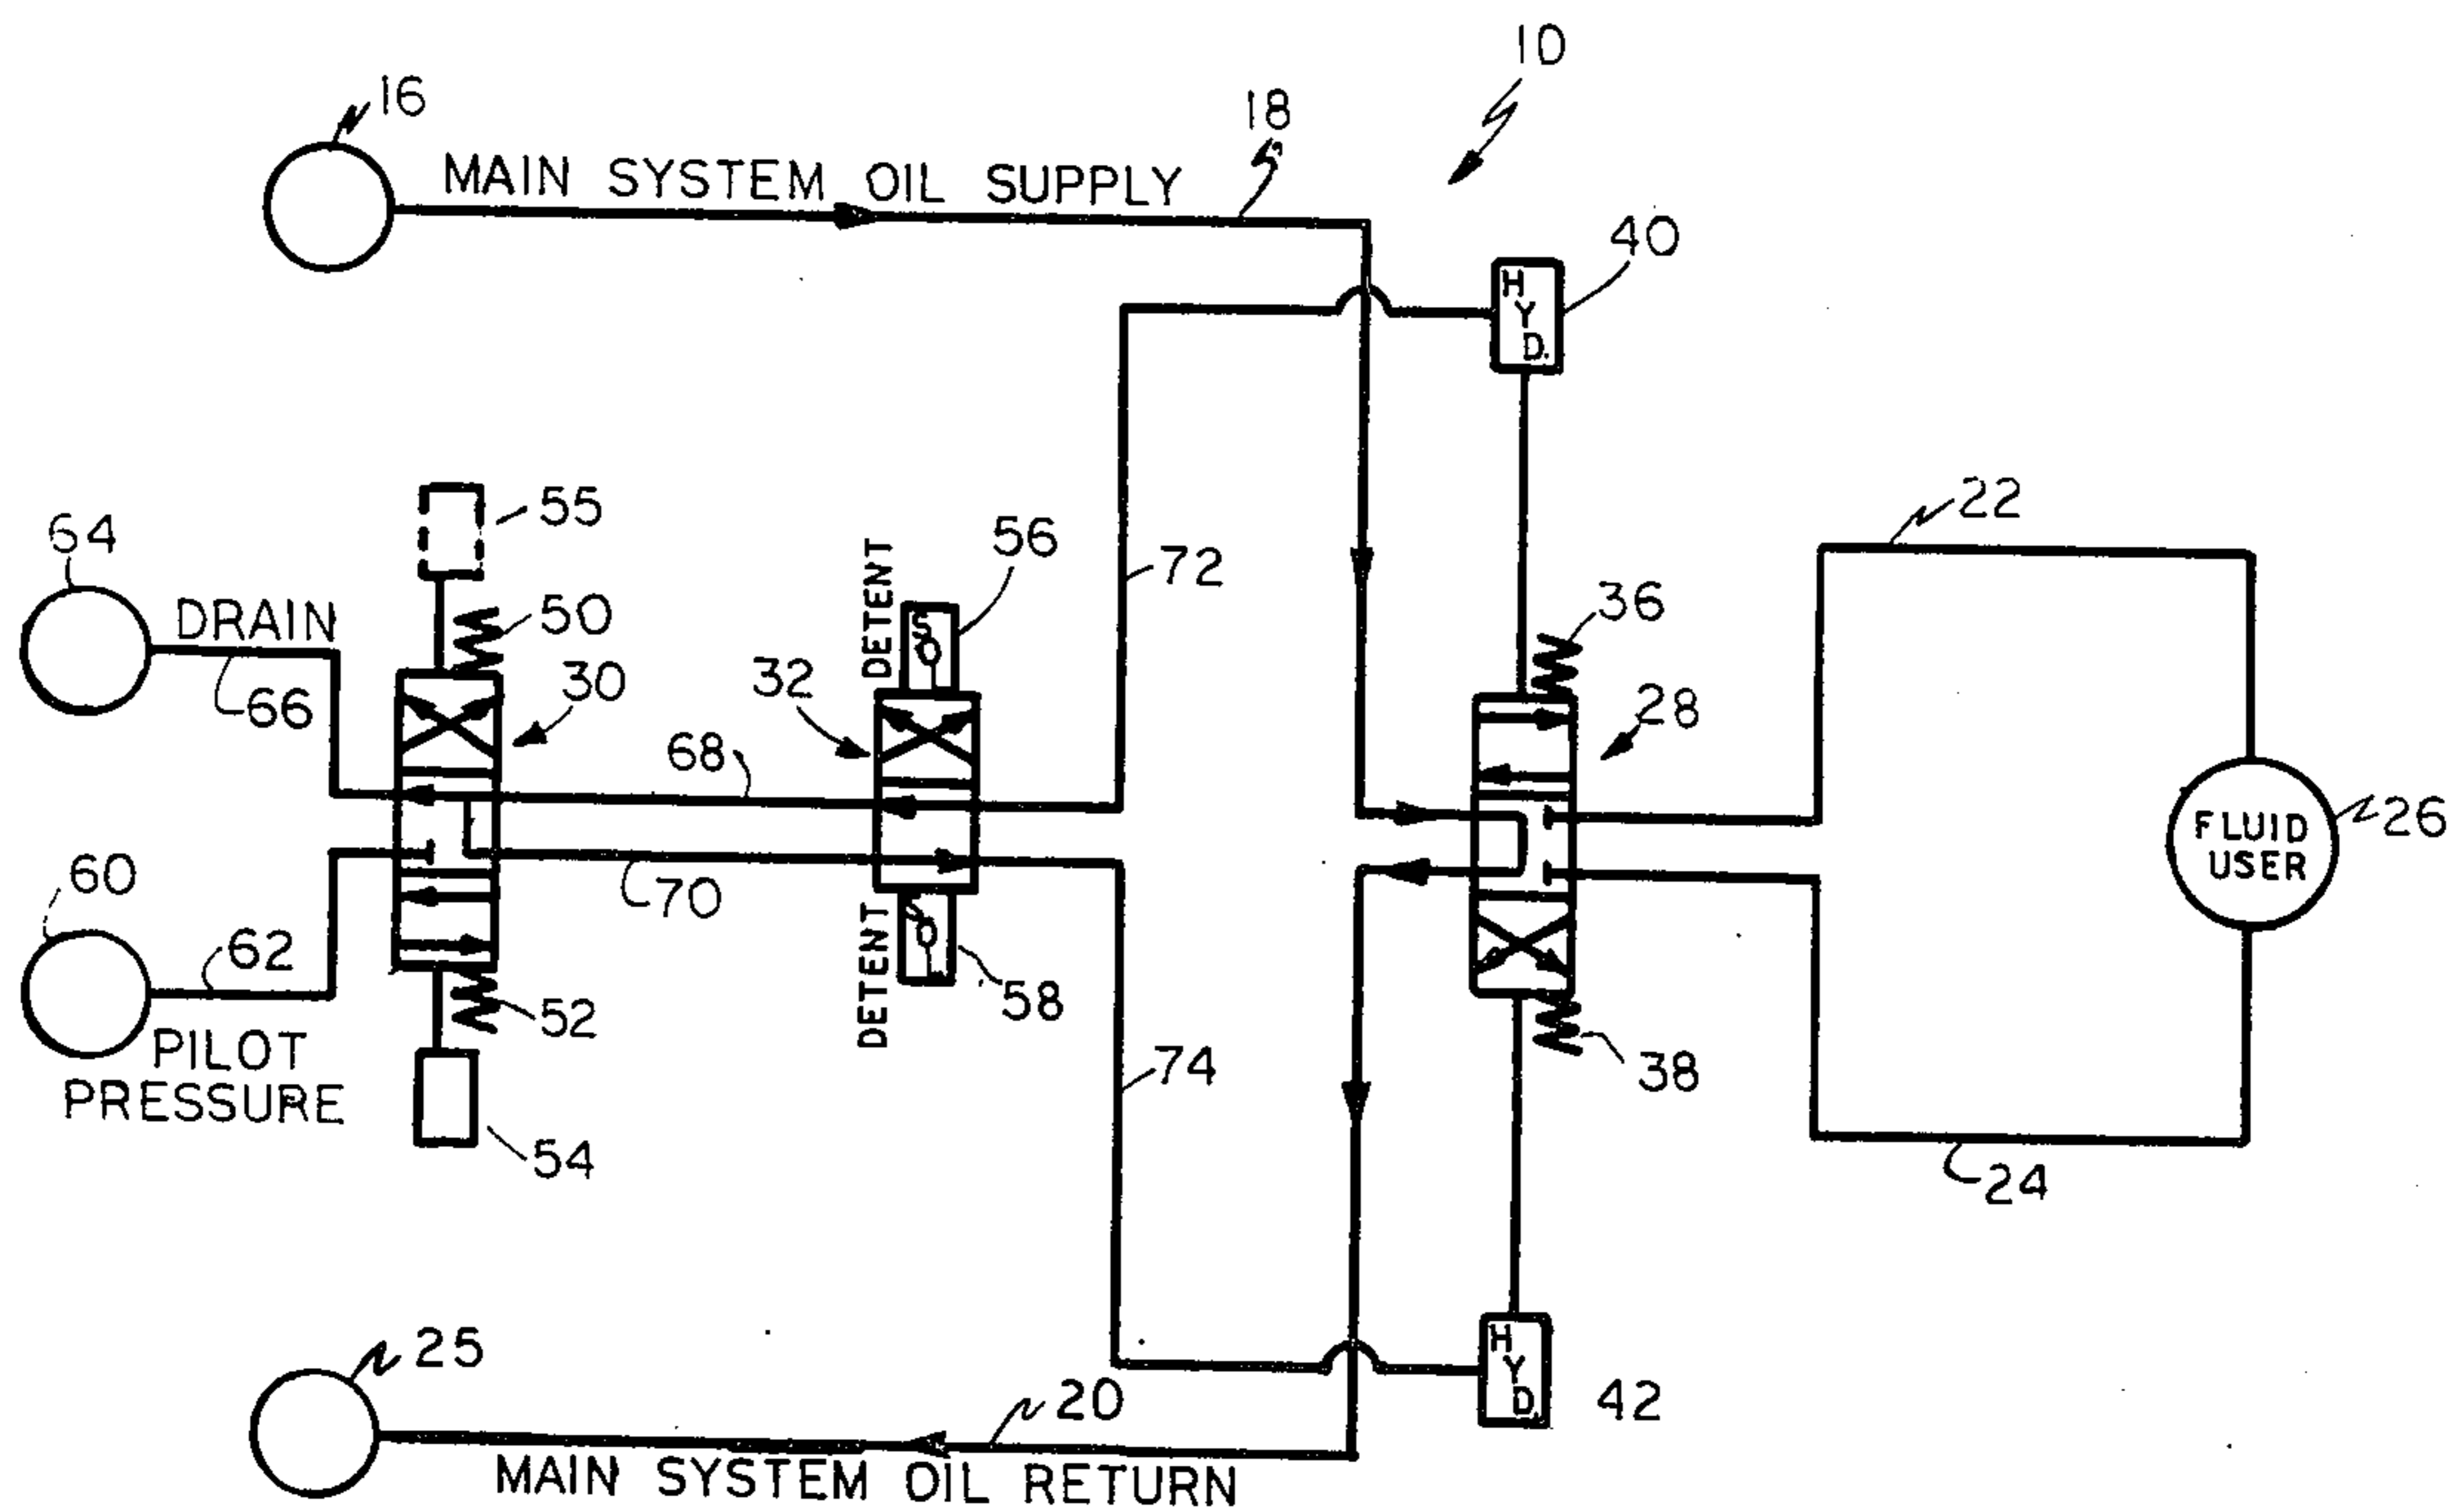 10
16
18
MAIN SYSTEM OIL SUPPLY
40
H
Y
D.
55
56
22
64
DETENT
72
36
50
DRAIN
SOL
30
32
28
66
68
26
FLUID
USER
60
70
62
DETENT
SOL
58
52
38
PILOT
PRESSURE
74
54
24
25
H
Y
D.
42
20
MAIN SYSTEM OIL RETURN